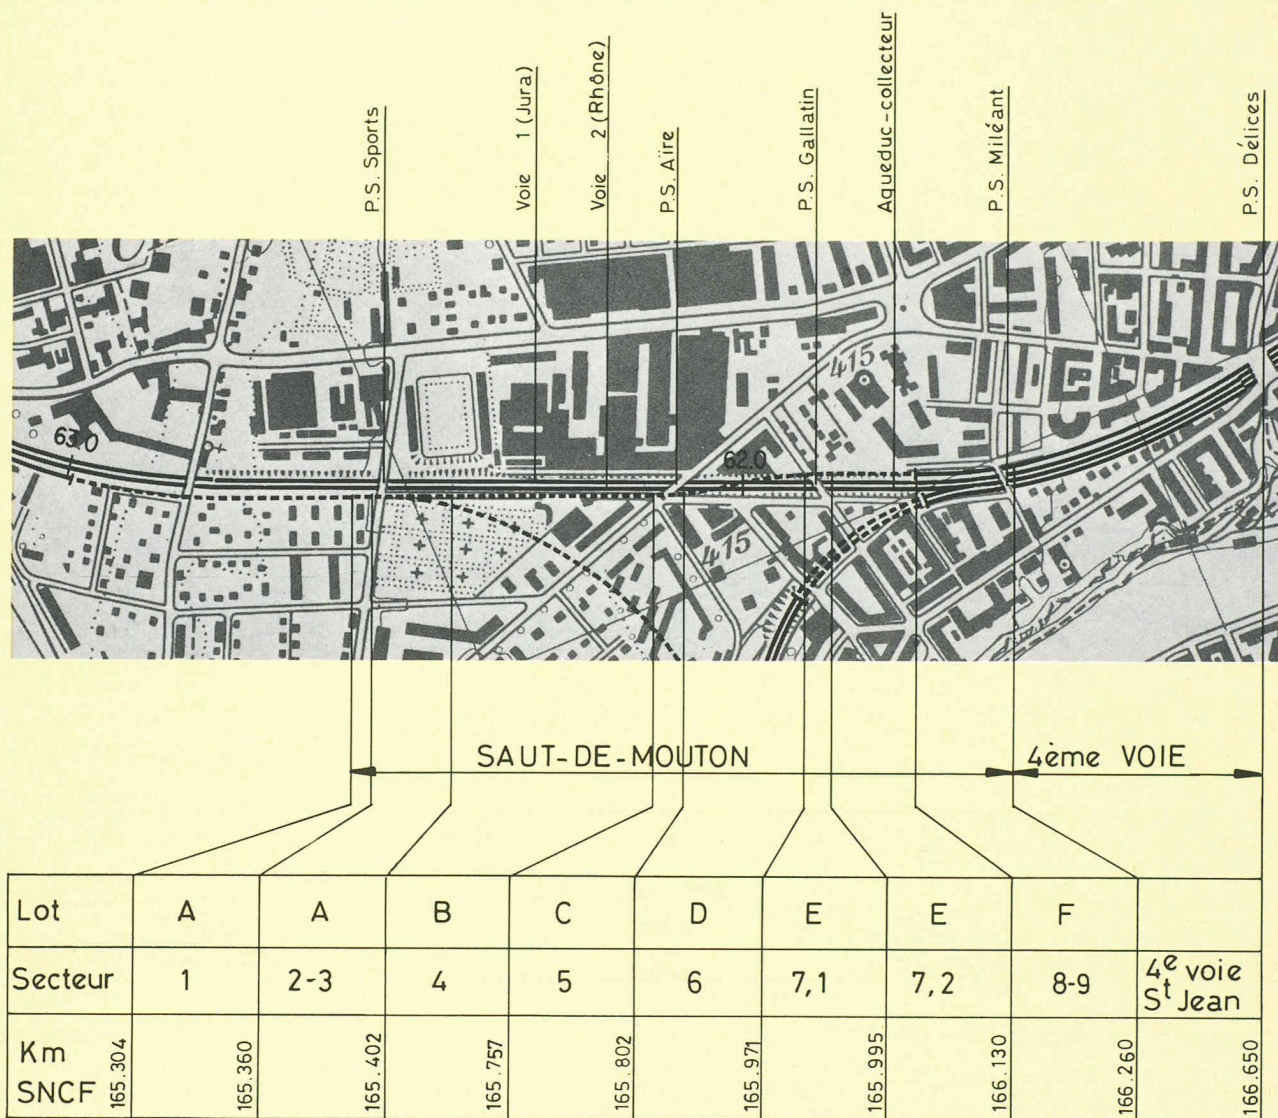 P.S. Sports
Voie 1 (Jura)
Voie 2 (Rhône)
P.S. Aïre
P.S. Gallatin
Aqueduc-collecteur
P.S. Miléant
P.S. Délices
415
63.0
62.0
415
SAUT-DE-MOUTON
4ème VOIE
Lot A A B C D E E F
Secteur 1 2-3 4 5 6 7,1 7,2 8-9 4e voie St Jean
Km SNCF 165.304 165.360 165.402 165.757 165.802 165.971 165.995 166.130 166.260 166.650